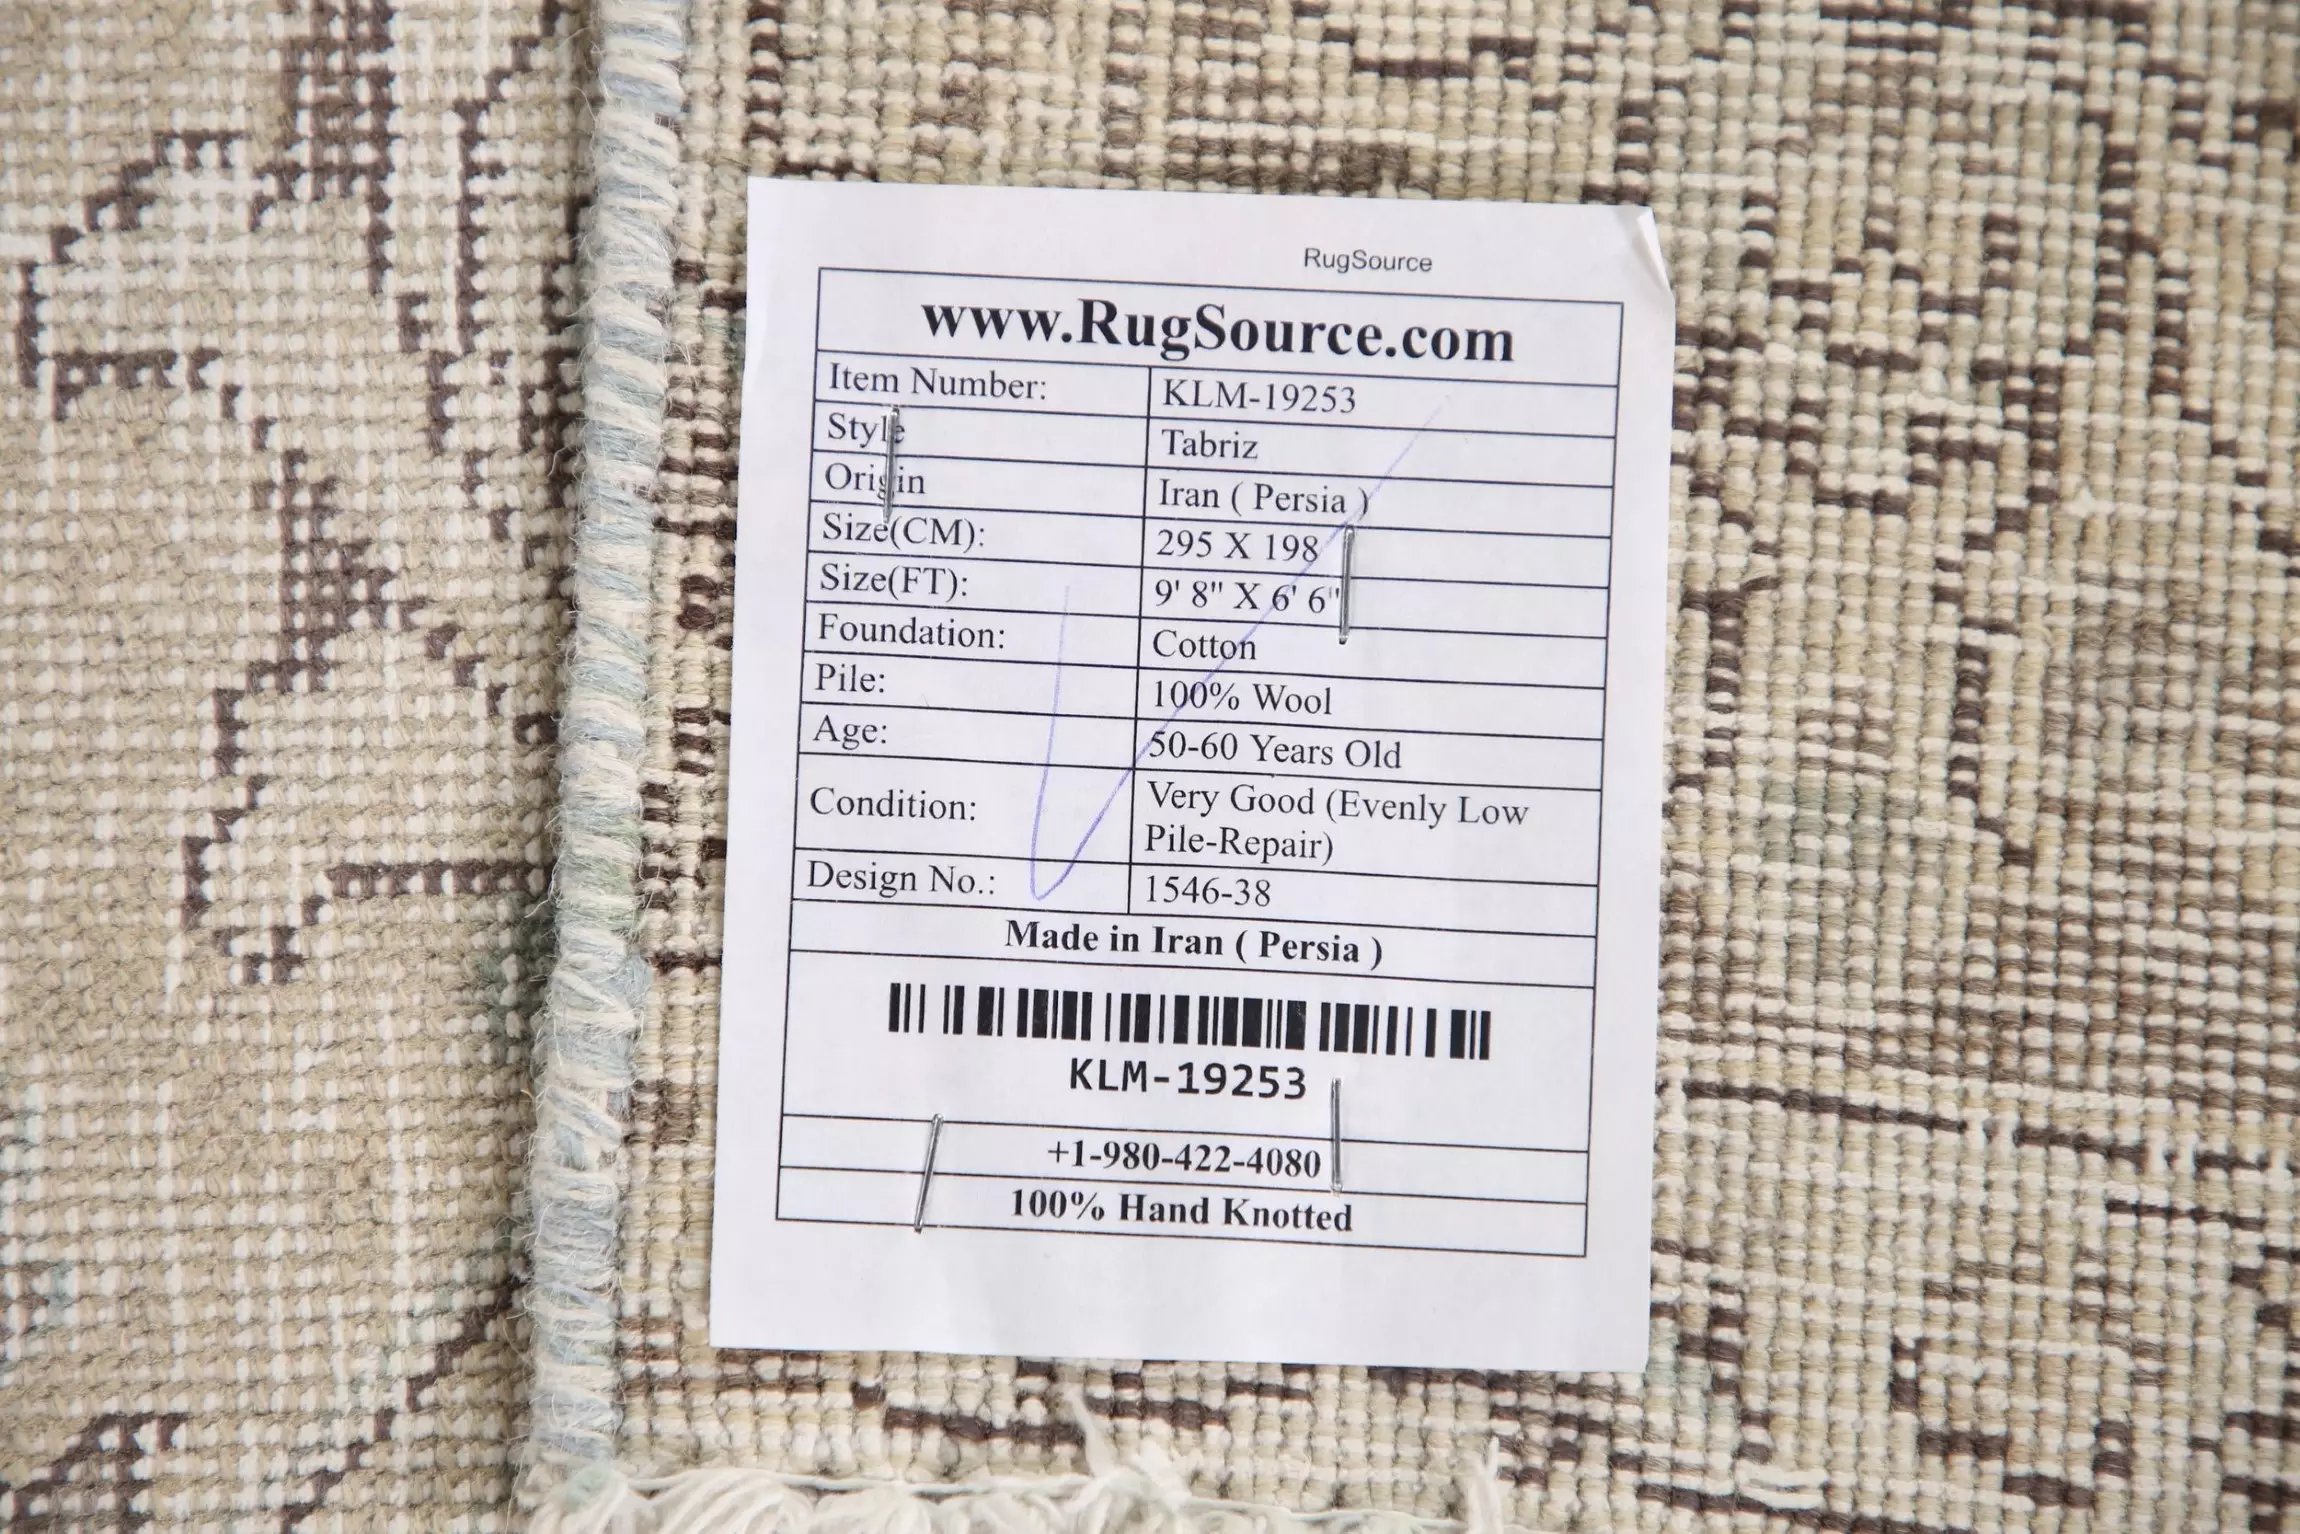 RugSource
www.RugSource.com
Item Number: KLM-19253
Style Tabriz
Origin Iran ( Persia )
Size(CM): 295 X 198
Size(FT): 9' 8" X 6' 6"
Foundation: Cotton
Pile: 100% Wool
Age: 50-60 Years Old
Condition: Very Good (Evenly Low
Pile-Repair)
Design No.: 1546-38
Made in Iran ( Persia )
KLM-19253
+1-980-422-4080
100% Hand Knotted